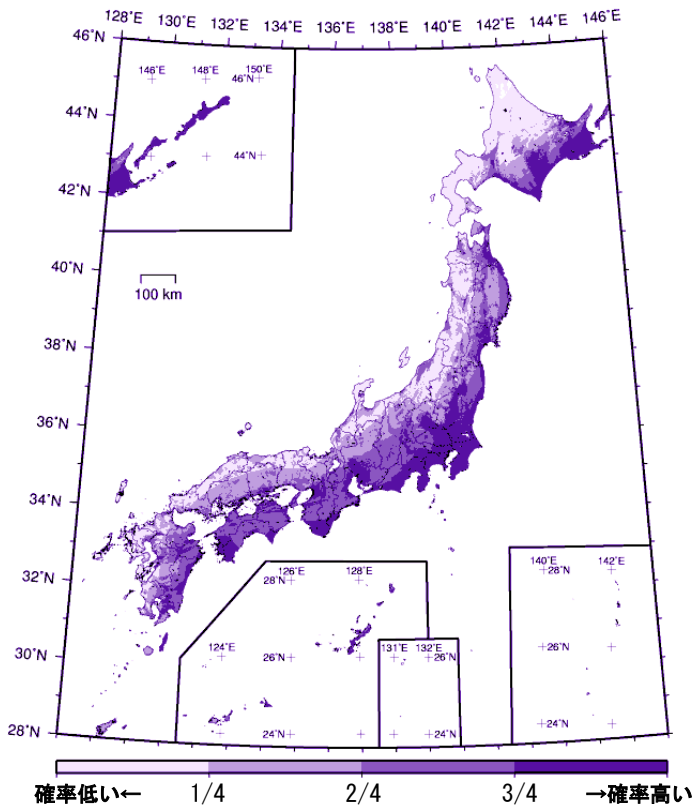 128°E 130°E 132°E 134°E 136°E 138°E 140°E 142°E 144°E 146°E
46°N
146°E 148°E 150°E
46°N
44°N
44°N
42°N
40°N
100 km
38°N
36°N
34°N
32°N
126°E 128°E
28°N
140°E 142°E
28°N
30°N
124°E
26°N
131°E 132°E
26°N
26°N
28°N
24°N
24°N
24°N
確率低い← 1/4 2/4 3/4 →確率高い